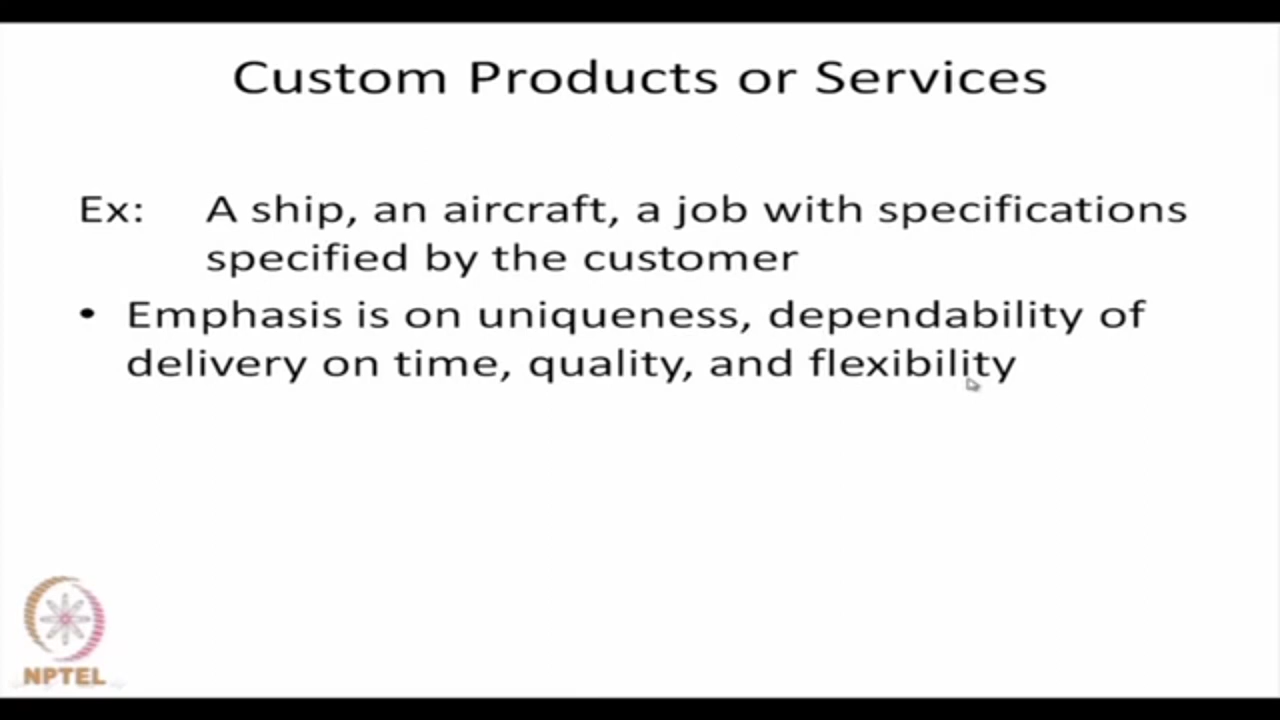 Custom Products or Services
Ex: A ship, an aircraft, a job with specifications
specified by the customer
• Emphasis is on uniqueness, dependability of
delivery on time, quality, and flexibility
NPTEL